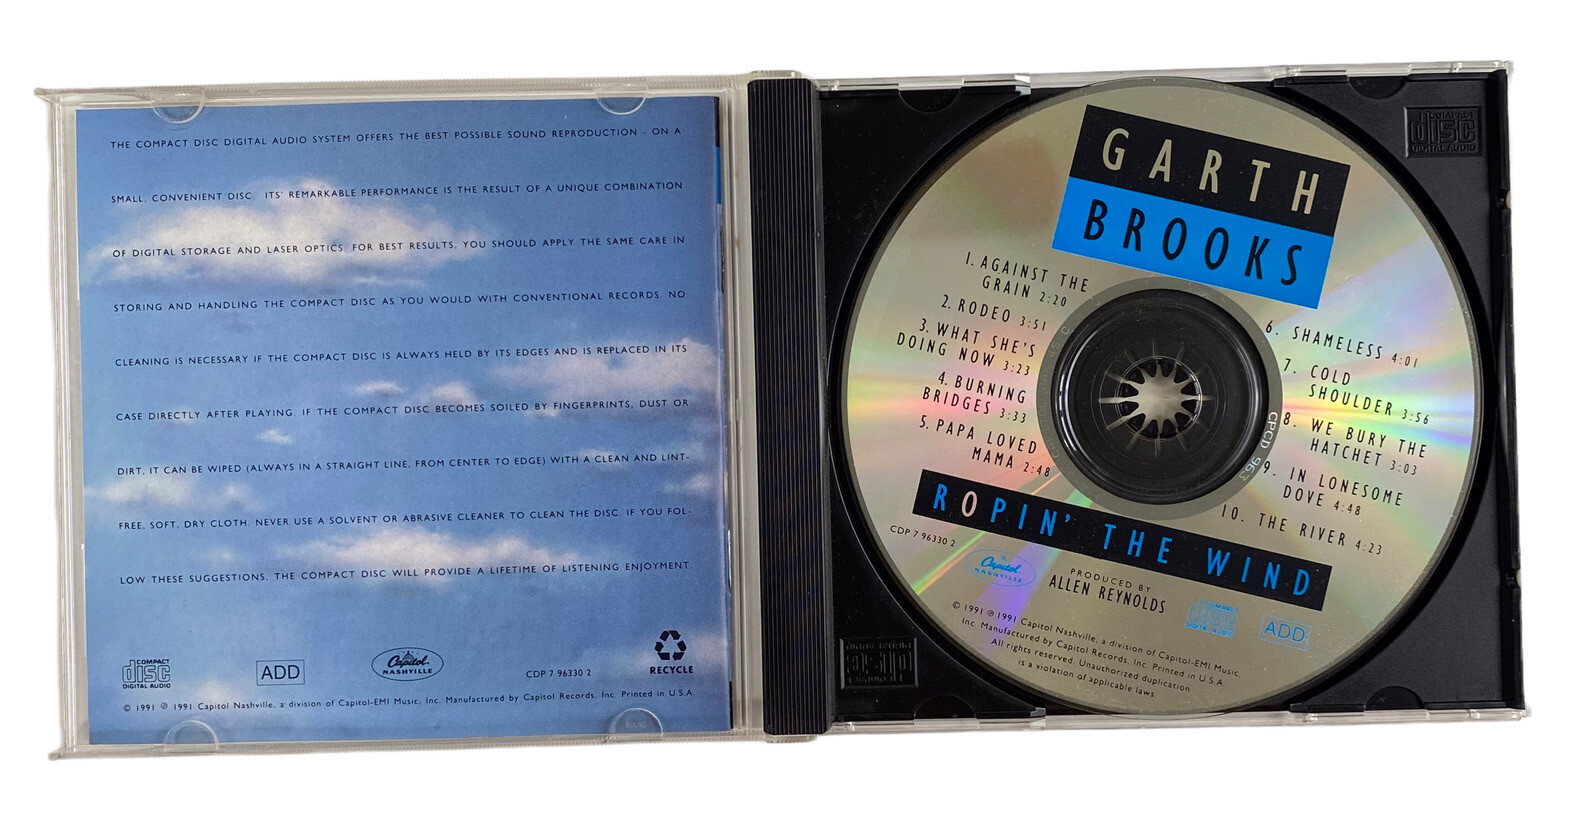 THE COMPACT DISC DIGITAL AUDIO SYSTEM OFFERS THE BEST POSSIBLE SOUND REPRODUCTION - ON A
SMALL, CONVENIENT DISC. ITS' REMARKABLE PERFORMANCE IS THE RESULT OF A UNIQUE COMBINATION
OF DIGITAL STORAGE AND LASER OPTICS. FOR BEST RESULTS, YOU SHOULD APPLY THE SAME CARE IN
STORING AND HANDLING THE COMPACT DISC AS YOU WOULD WITH CONVENTIONAL RECORDS. NO
CLEANING IS NECESSARY IF THE COMPACT DISC IS ALWAYS HELD BY ITS EDGES AND IS REPLACED IN ITS
CASE DIRECTLY AFTER PLAYING. IF THE COMPACT DISC BECOMES SOILED BY FINGERPRINTS, DUST OR
DIRT, IT CAN BE WIPED (ALWAYS IN A STRAIGHT LINE, FROM CENTER TO EDGE) WITH A CLEAN AND LINT-
FREE, SOFT, DRY CLOTH. NEVER USE A SOLVENT OR ABRASIVE CLEANER TO CLEAN THE DISC. IF YOU FOL-
LOW THESE SUGGESTIONS, THE COMPACT DISC WILL PROVIDE A LIFETIME OF LISTENING ENJOYMENT.
COMPACT
disc
DIGITAL AUDIO
ADD
Capitol
NASHVILLE
CDP 7 96330 2
RECYCLE
© 1991 ℗ 1991 Capitol Nashville, a division of Capitol-EMI Music, Inc. Manufactured by Capitol Records, Inc. Printed in U.S.A.
GARTH
BROOKS
1. AGAINST THE
GRAIN 2:20
2. RODEO 3:51
3. WHAT SHE'S
DOING NOW 3:23
4. BURNING
BRIDGES 3:33
5. PAPA LOVED
MAMA 2:48
6. SHAMELESS 4:01
7. COLD
SHOULDER 3:56
8. WE BURY THE
HATCHET 3:03
9. IN LONESOME
DOVE 4:48
10. THE RIVER 4:23
CPCD 963
ROPIN' THE WIND
CDP 7 96330 2
Capitol
NASHVILLE
PRODUCED BY
ALLEN REYNOLDS
COMPACT
disc
DIGITAL AUDIO
ADD
© 1991 ℗ 1991 Capitol Nashville, a division of Capitol-EMI Music,
Inc. Manufactured by Capitol Records, Inc. Printed in U.S.A.
All rights reserved. Unauthorized duplication
is a violation of applicable laws.
COMPACT
disc
DIGITAL AUDIO
COMPACT
disc
DIGITAL AUDIO